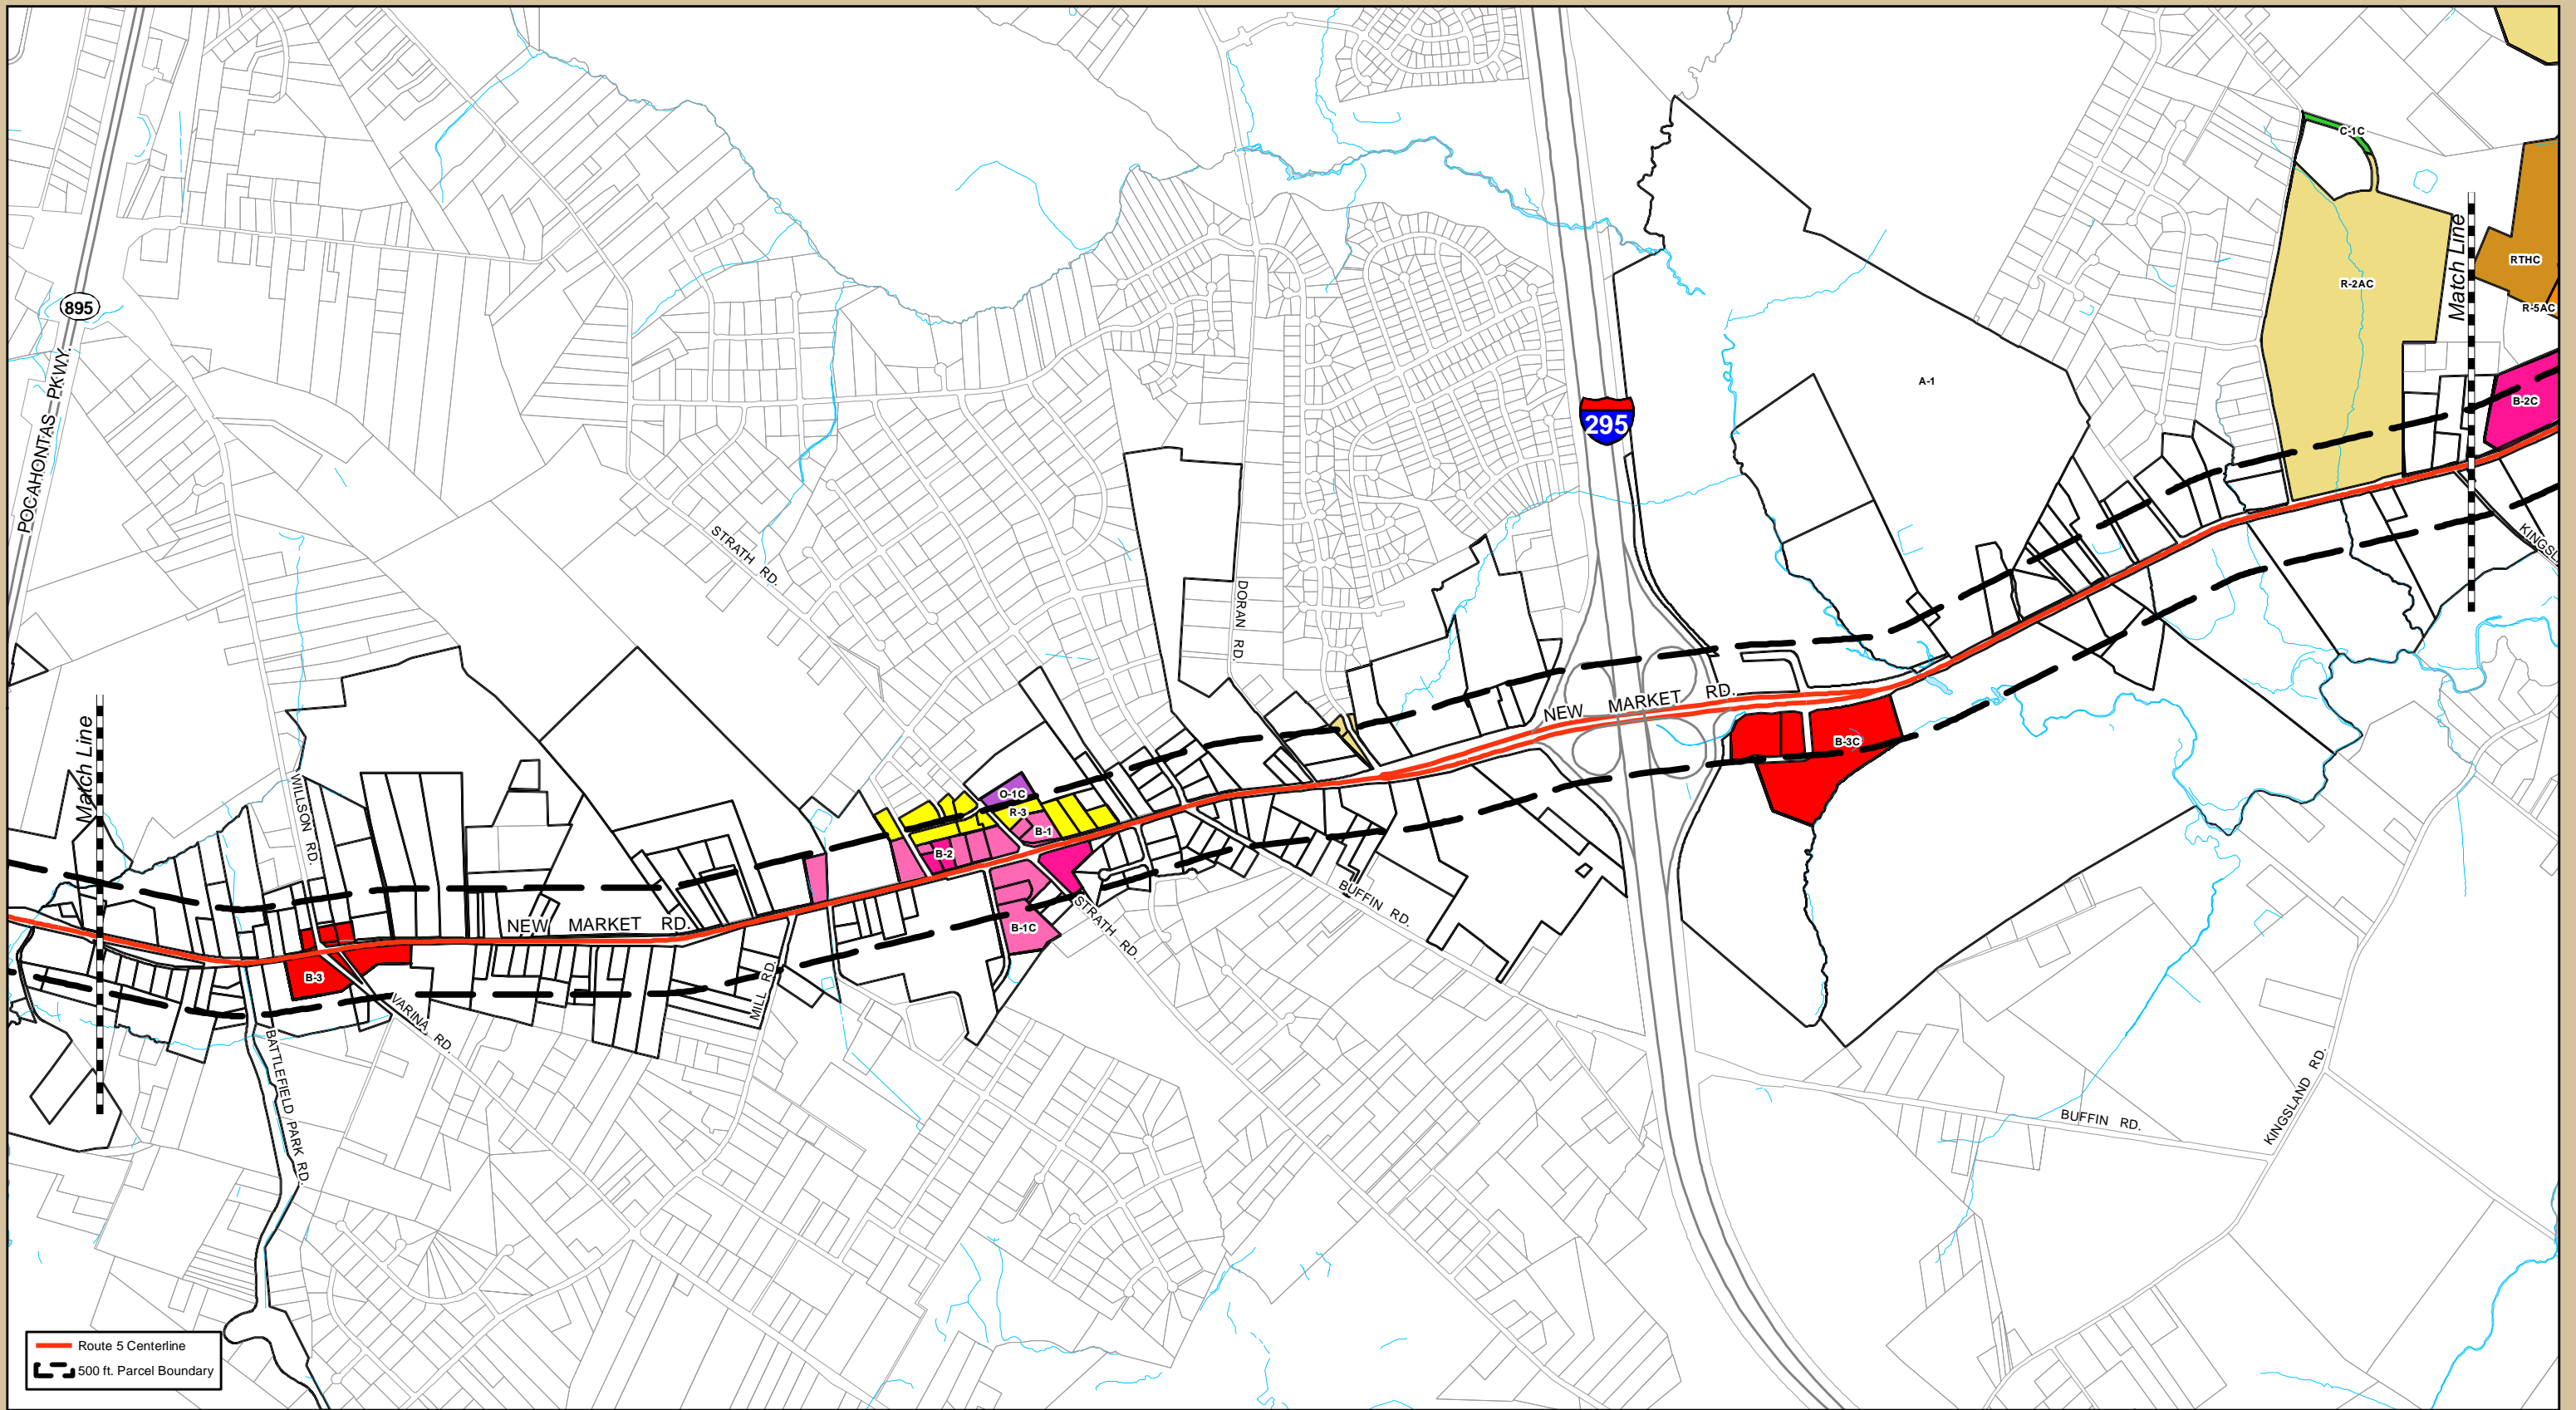 C-1C
Match Line
RTHC
R-2AC
R-5AC
895
A-1
B-2C
295
POCAHONTAS PKWY.
STRATH RD.
KINGSL
DORAN RD.
NEW MARKET RD.
Match Line
B-3C
WILLSON RD.
O-1C
R-3
B-1
B-2
BUFFIN RD.
NEW MARKET RD.
B-1C
STRATH RD.
B-3
MILL RD.
VARINA RD.
BATTLEFIELD PARK RD.
BUFFIN RD.
KINGSLAND RD.
Route 5 Centerline
500 ft. Parcel Boundary